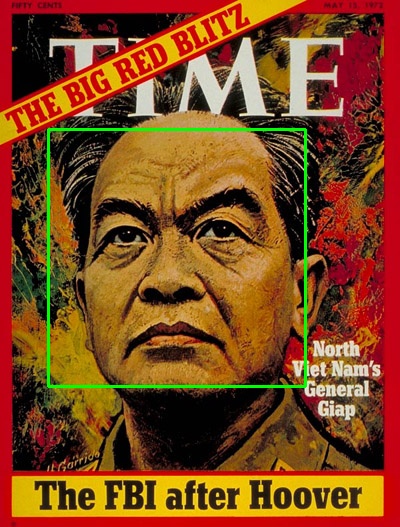 FIFTY CENTS
MAY 15, 1972
THE BIG RED BLITZ
TIME
North
Viet Nam's
General
Giap
Garrido
The FBI after Hoover